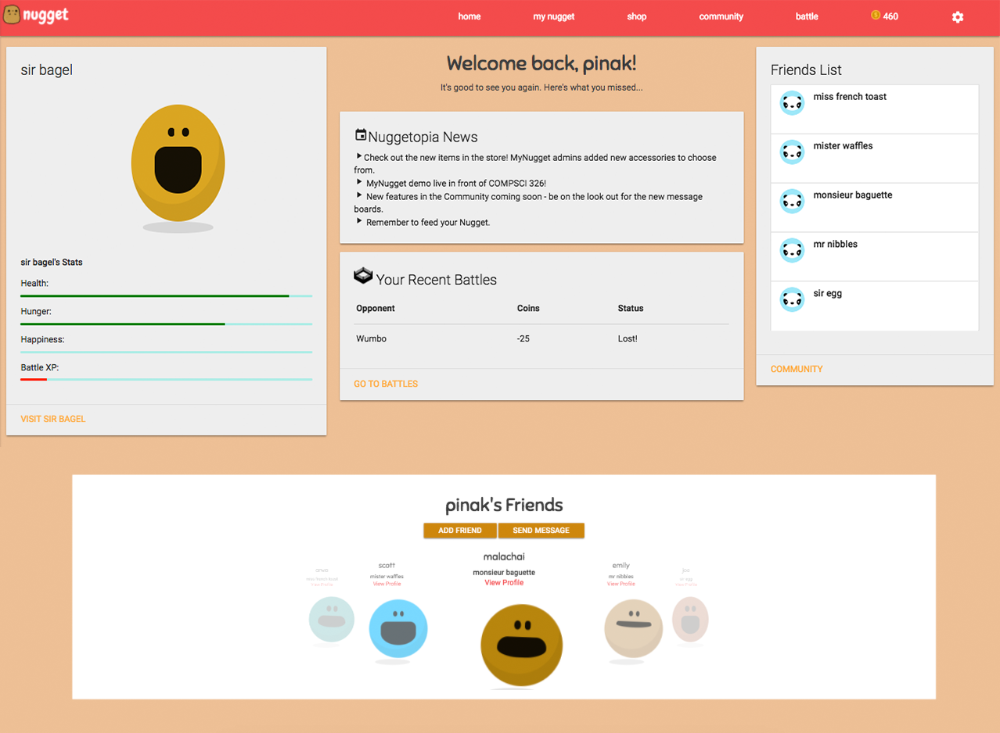 nugget
home
my nugget
shop
community
battle
460
sir bagel
sir bagel's Stats
Health:
Hunger:
Happiness:
Battle XP:
VISIT SIR BAGEL
Welcome back, pinak!
It's good to see you again. Here's what you missed...
Nuggetopia News
Check out the new items in the store! MyNugget admins added new accessories to choose
from.
MyNugget demo live in front of COMPSCI 326!
New features in the Community coming soon - be on the look out for the new message
boards.
Remember to feed your Nugget.
Your Recent Battles
Opponent Coins Status
Wumbo -25 Lost!
GO TO BATTLES
Friends List
miss french toast
mister waffles
monsieur baguette
mr nibbles
sir egg
COMMUNITY
pinak's Friends
ADD FRIEND
SEND MESSAGE
miss french toast
View Profile
scott
mister waffles
View Profile
malachai
monsieur baguette
View Profile
emily
mr nibbles
View Profile
joe
sir egg
View Profile